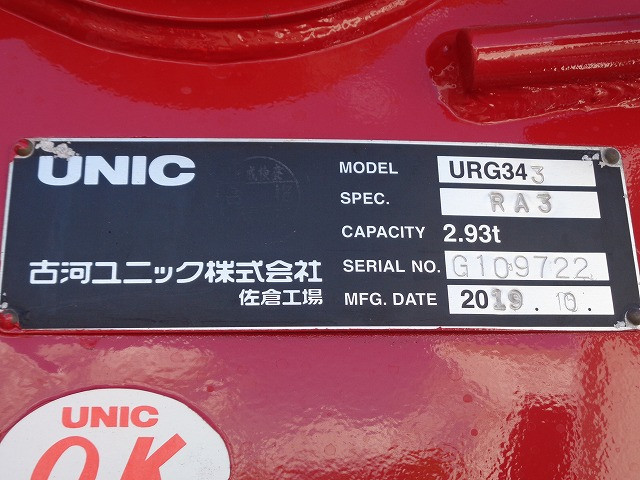 UNIC
MODEL URG343
SPEC. RA3
CAPACITY 2.93t
SERIAL NO. G109722
MFG. DATE 2019.10.
古河ユニック株式会社
佐倉工場
UNIC
OK